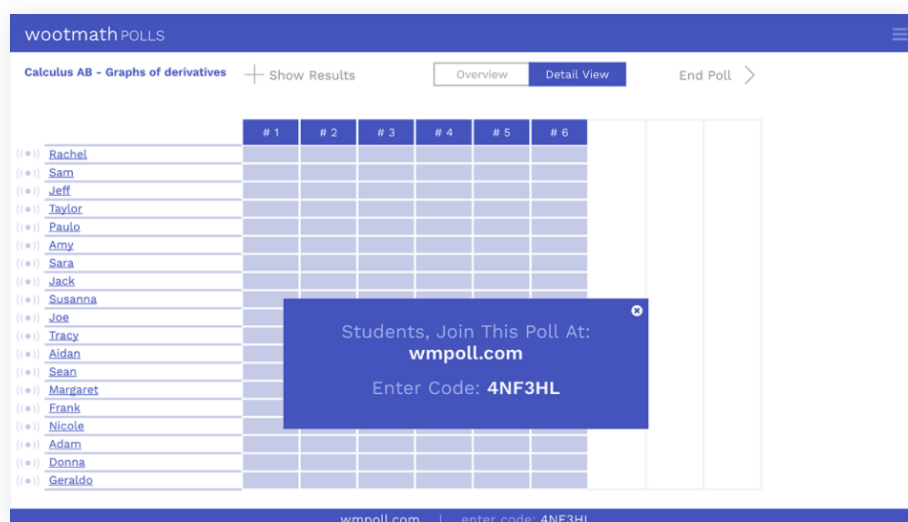 wootmath POLLS
Calculus AB - Graphs of derivatives
Show Results
Overview
Detail View
End Poll
# 1 # 2 # 3 # 4 # 5 # 6
Rachel
Sam
Jeff
Taylor
Paulo
Amy
Sara
Jack
Susanna
Joe
Tracy
Aidan
Sean
Margaret
Frank
Nicole
Adam
Donna
Geraldo
Students, Join This Poll At:
wmpoll.com
Enter Code: 4NF3HL
wmpoll.com | enter code: 4NF3HL